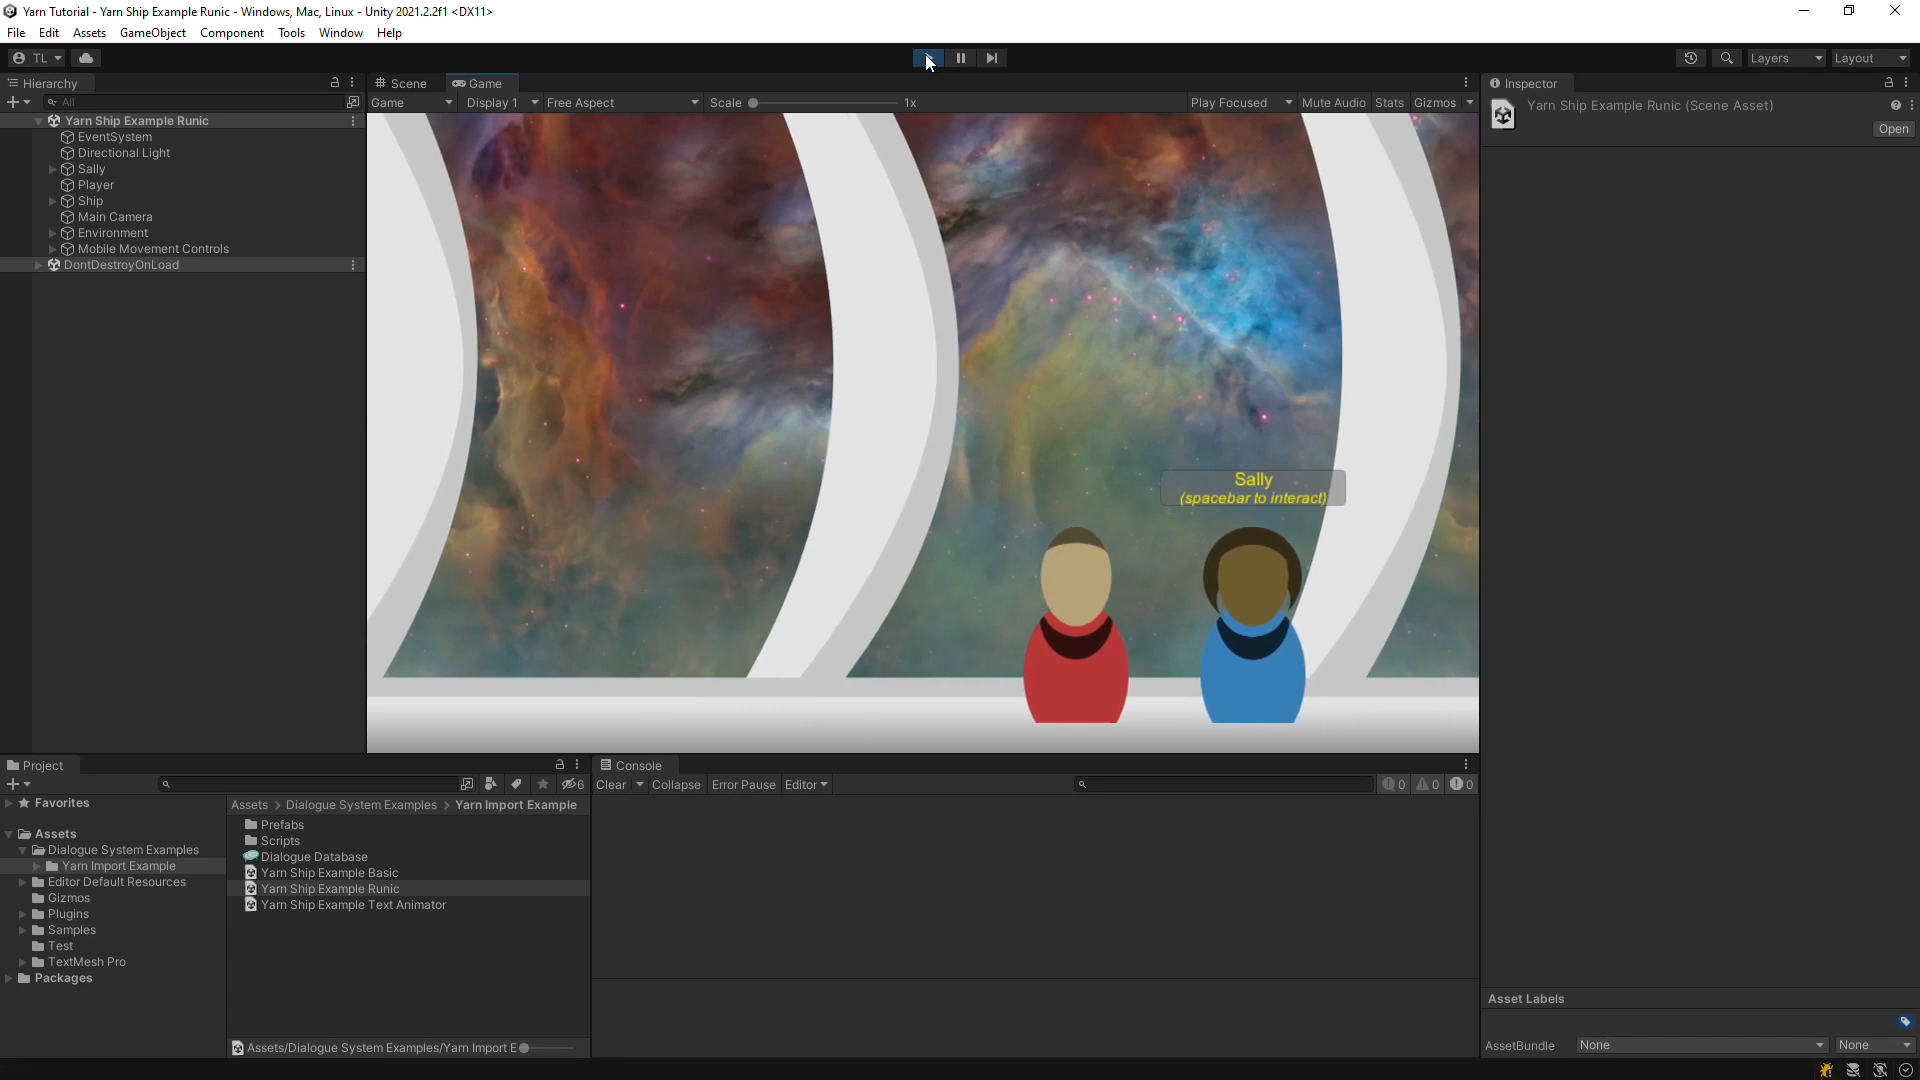 Yarn Tutorial - Yarn Ship Example Runic - Windows, Mac, Linux - Unity 2021.2.2f1 <DX11>
File Edit Assets GameObject Component Tools Window Help
TL Layers Layout
Hierarchy Scene Game Inspector
All Game Display 1 Free Aspect Scale 1x Play Focused Mute Audio Stats Gizmos Yarn Ship Example Runic (Scene Asset)
Open
Yarn Ship Example Runic
EventSystem
Directional Light
Sally
Player
Ship
Main Camera
Environment
Mobile Movement Controls
DontDestroyOnLoad
Sally
(spacebar to interact)
Project Console
6 Clear Collapse Error Pause Editor 0 0 0
Favorites
Assets
Dialogue System Examples
Yarn Import Example
Editor Default Resources
Gizmos
Plugins
Samples
Test
TextMesh Pro
Packages
Assets > Dialogue System Examples > Yarn Import Example
Prefabs
Scripts
Dialogue Database
Yarn Ship Example Basic
Yarn Ship Example Runic
Yarn Ship Example Text Animator
Assets/Dialogue System Examples/Yarn Import E
Asset Labels
AssetBundle None None